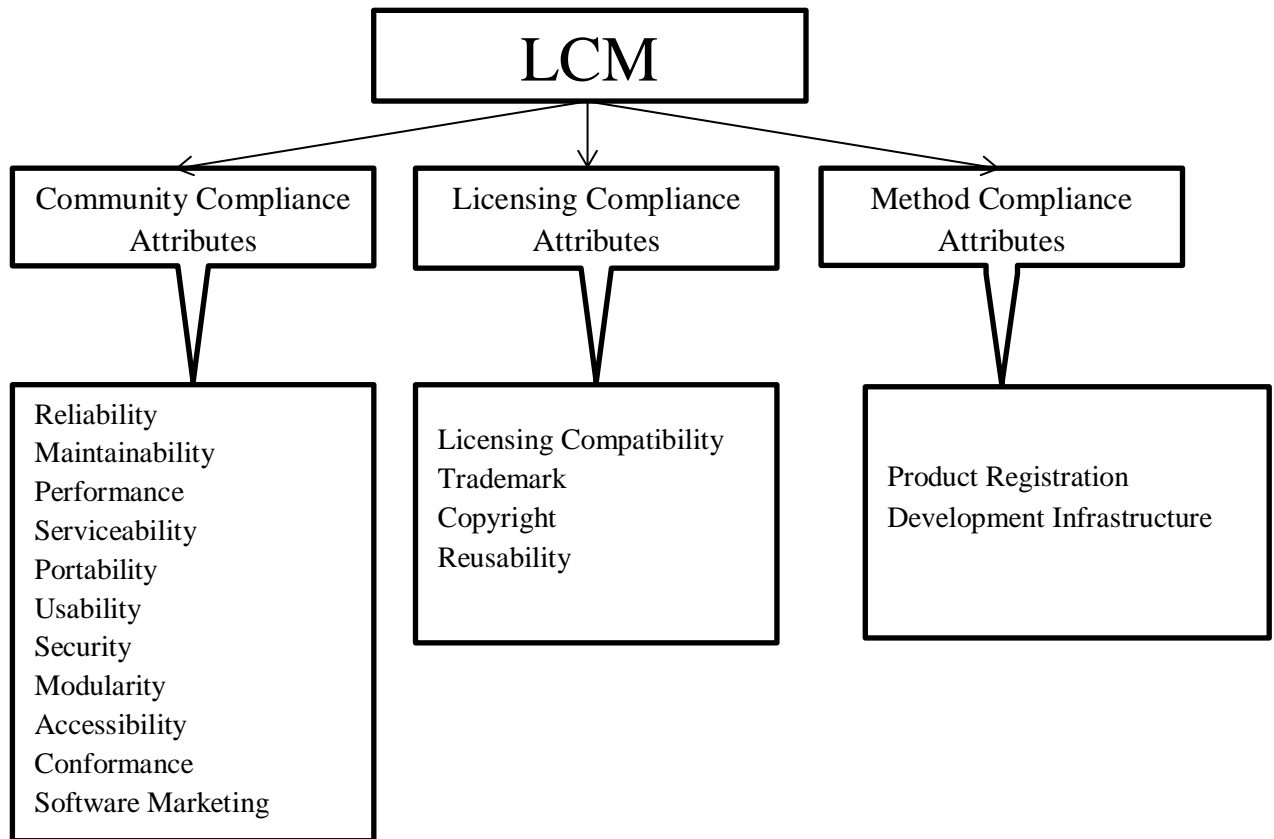 LCM
Community Compliance
Attributes
Licensing Compliance
Attributes
Method Compliance
Attributes
Reliability
Maintainability
Performance
Serviceability
Portability
Usability
Security
Modularity
Accessibility
Conformance
Software Marketing
Licensing Compatibility
Trademark
Copyright
Reusability
Product Registration
Development Infrastructure